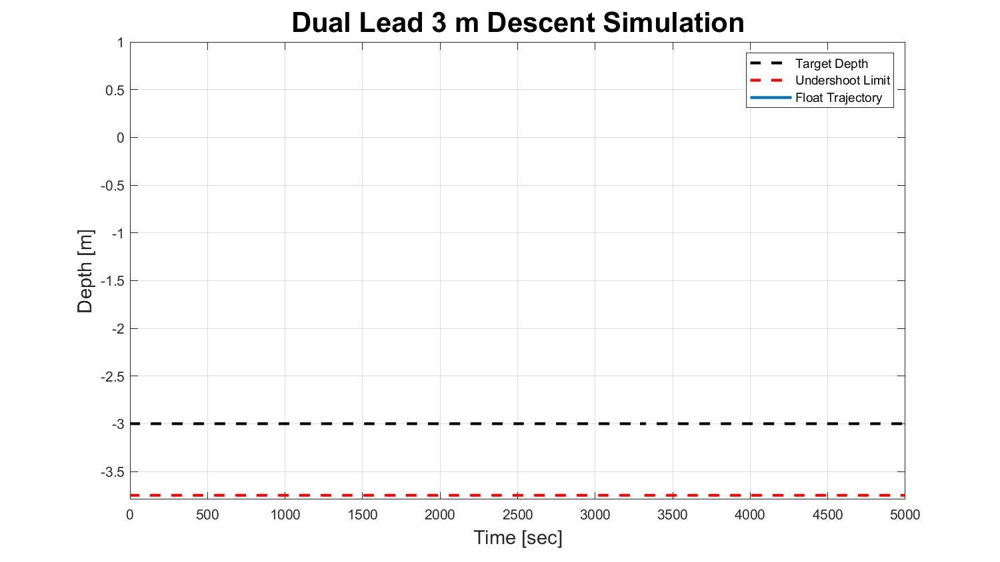 Dual Lead 3 m Descent Simulation
1
0.5
0
-0.5
-1
-1.5
-2
-2.5
-3
-3.5
Depth [m]
Target Depth
Undershoot Limit
Float Trajectory
0 500 1000 1500 2000 2500 3000 3500 4000 4500 5000
Time [sec]